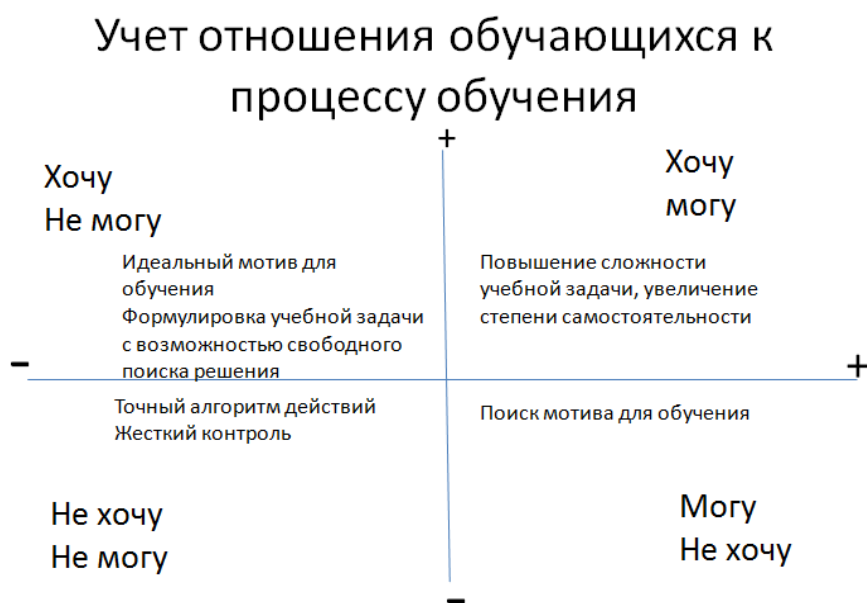 Учет отношения обучающихся к
процессу обучения
+
Хочу
Не могу
Хочу
могу
Идеальный мотив для
обучения
Формулировка учебной задачи
с возможностью свободного
поиска решения
Повышение сложности
учебной задачи, увеличение
степени самостоятельности
–
+
Точный алгоритм действий
Жесткий контроль
Поиск мотива для обучения
Не хочу
Не могу
Могу
Не хочу
–